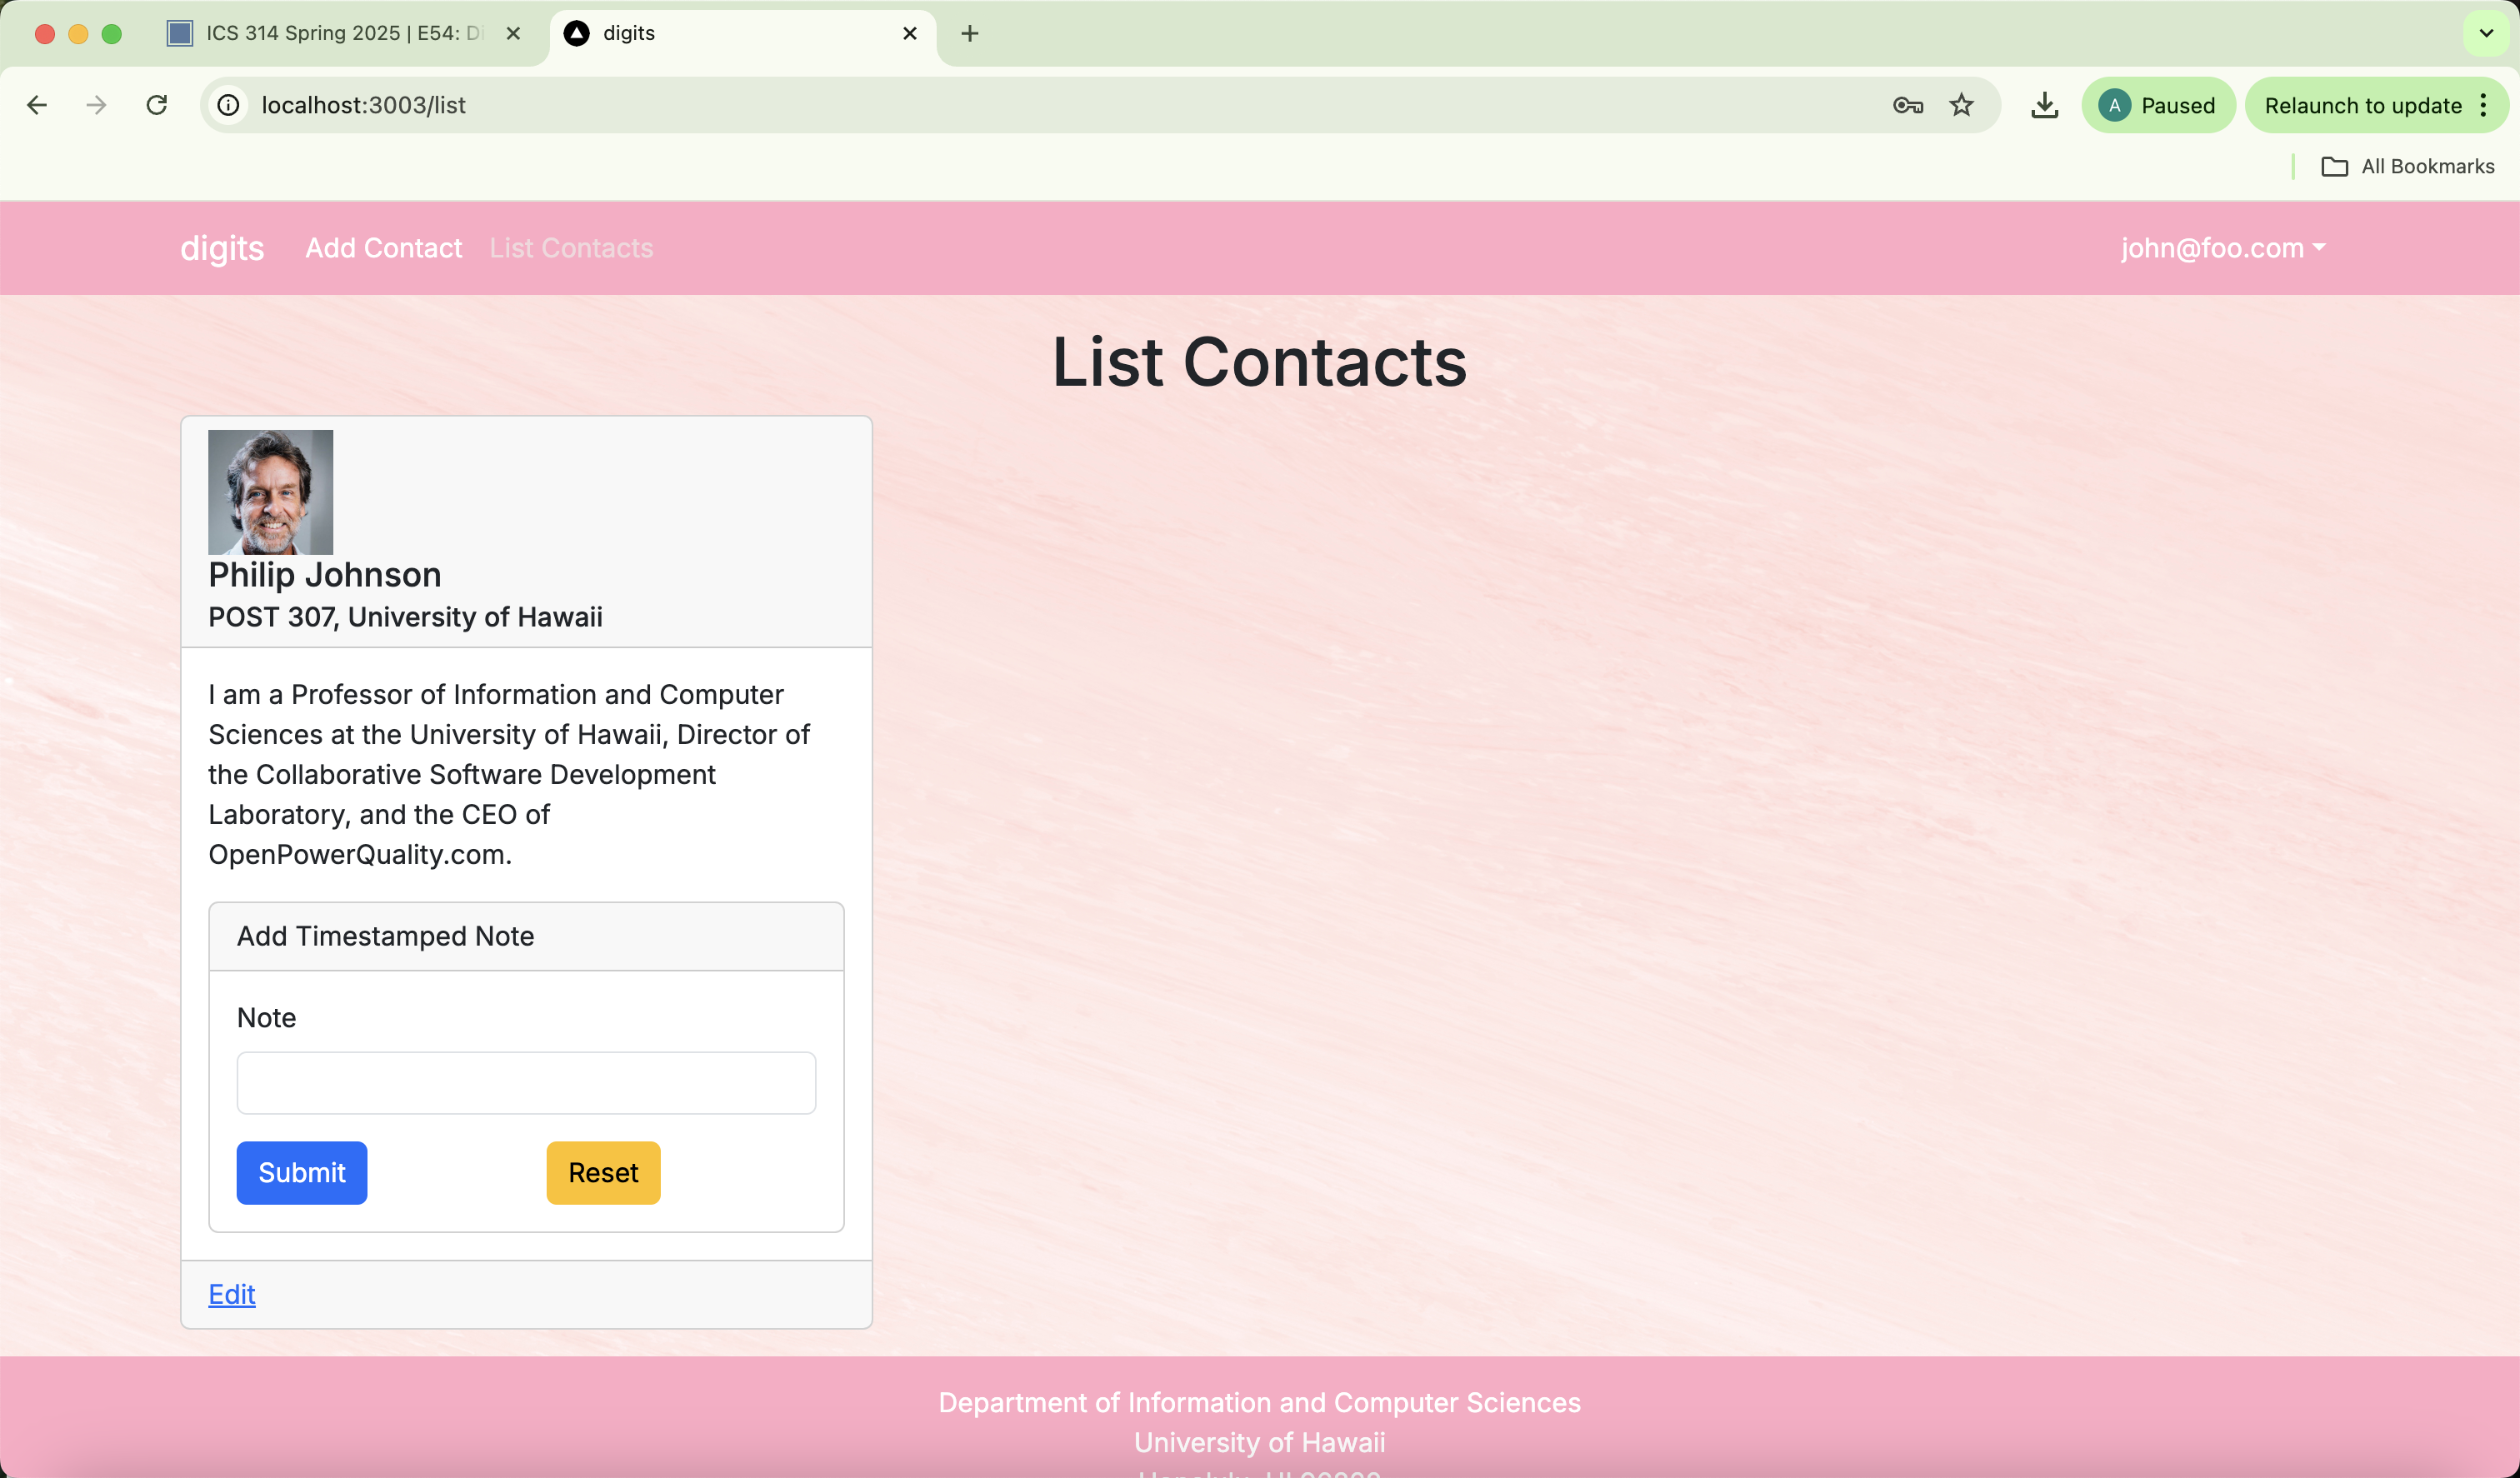 ICS 314 Spring 2025 | E54: Di
digits
localhost:3003/list
A Paused
Relaunch to update
All Bookmarks
digits Add Contact List Contacts john@foo.com
List Contacts
Philip Johnson
POST 307, University of Hawaii
I am a Professor of Information and Computer
Sciences at the University of Hawaii, Director of
the Collaborative Software Development
Laboratory, and the CEO of
OpenPowerQuality.com.
Add Timestamped Note
Note
Submit Reset
Edit
Department of Information and Computer Sciences
University of Hawaii